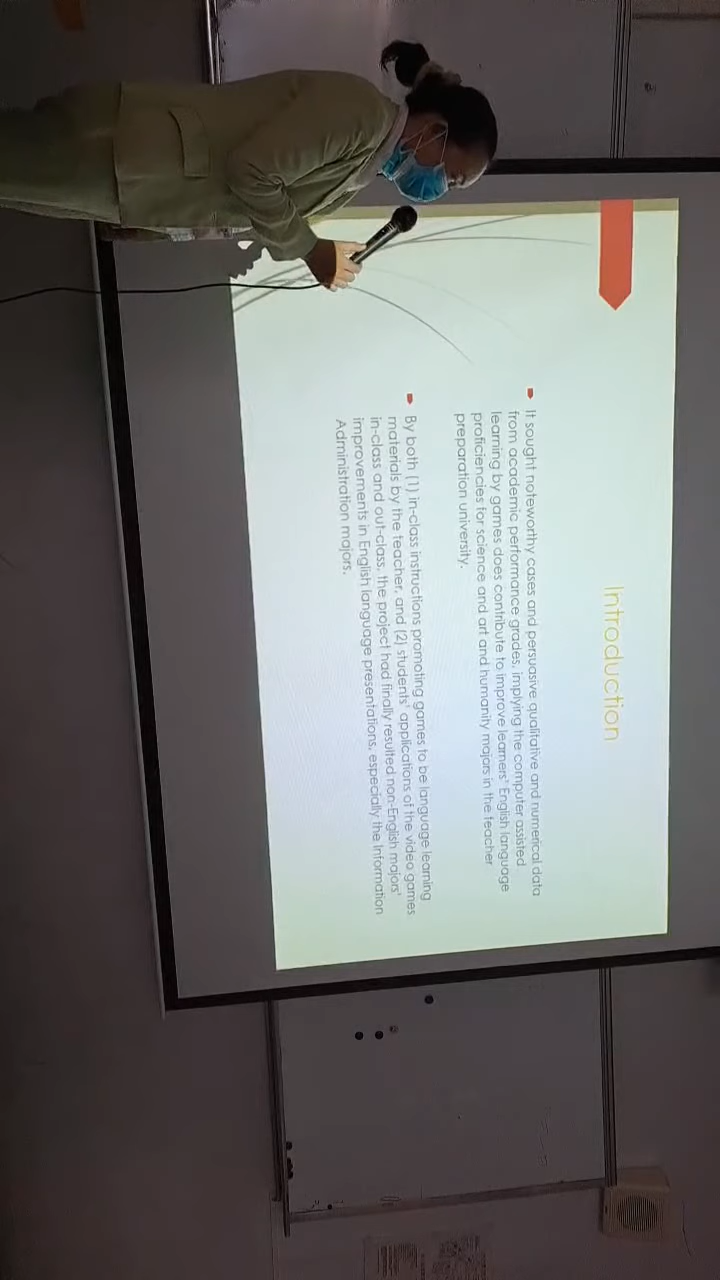 Introduction
It sought noteworthy cases and persuasive qualitative and numerical data
from academic performance grades, implying the computer assisted
learning by games does contribute to improve learners' English language
proficiencies for science and art and humanity majors in the teacher
preparation university.
By both (1) in-class instructions promoting games to be language learning
materials by the teacher, and (2) students' applications of the video games
in-class and out-class, the project had finally resulted non-English majors'
improvements in English language presentations, especially the Information
Administration majors.